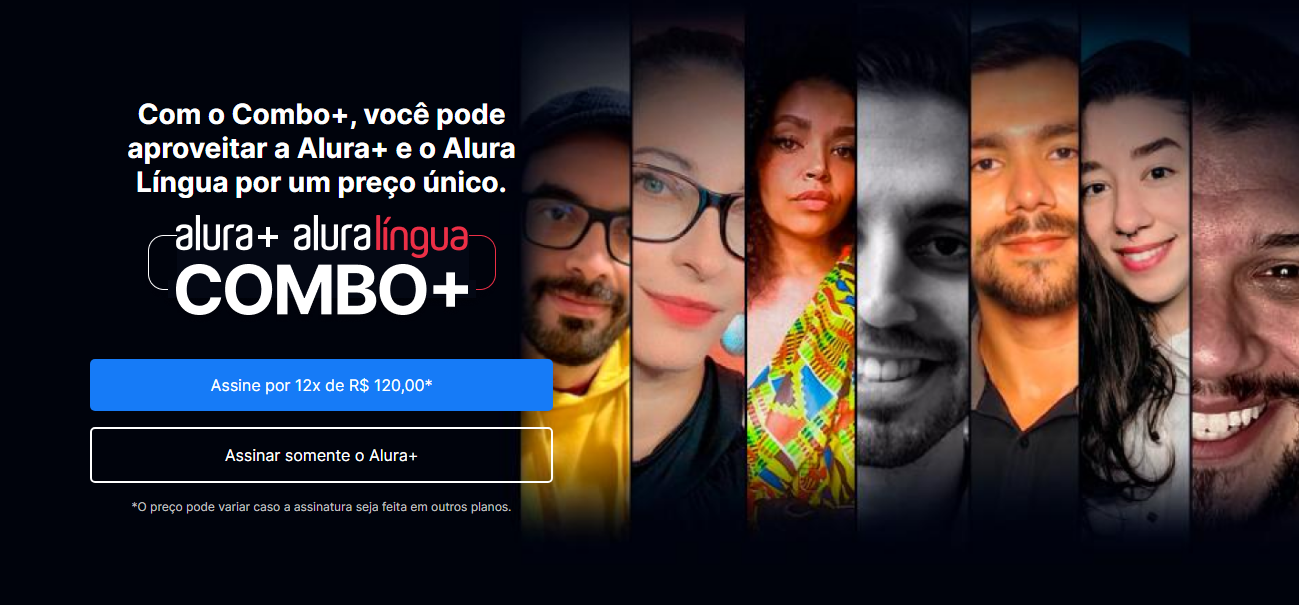 Com o Combo+, você pode
aproveitar a Alura+ e o Alura
Língua por um preço único.
alura+ aluralíngua
COMBO+
Assine por 12x de R$ 120,00*
Assinar somente o Alura+
*O preço pode variar caso a assinatura seja feita em outros planos.